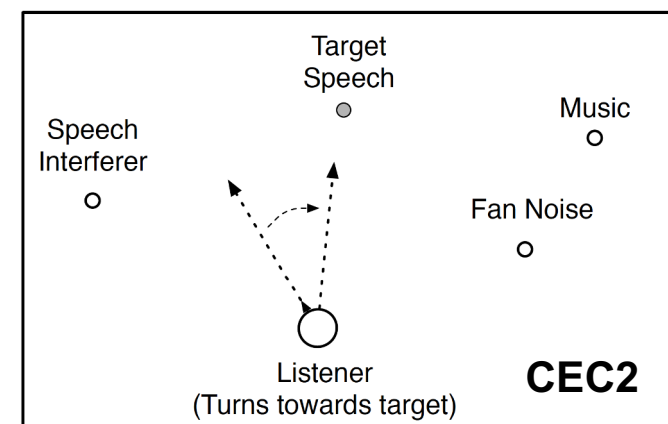 Target
Speech
Music
Speech
Interferer
Fan Noise
Listener
(Turns towards target)
CEC2